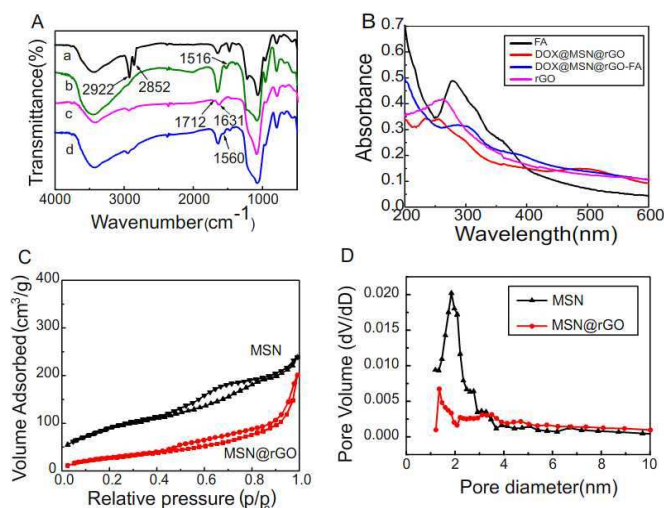 A
a
b
c
d
1516
2922
2852
1712
1631
1560
Transmittance(%)
4000 3000 2000 1000
Wavenumber(cm-1)
B
FA
DOX@MSN@rGO
DOX@MSN@rGO-FA
rGO
Absorbance
0.7
0.6
0.5
0.4
0.3
0.2
0.1
0.0
200 300 400 500 600
Wavelength(nm)
C
Volume Adsorbed (cm3/g)
400
300
200
100
0
MSN
MSN@rGO
0.0 0.2 0.4 0.6 0.8 1.0
Relative pressure (p/p)
D
MSN
MSN@rGO
Pore Volume (dV/dD)
0.020
0.015
0.010
0.005
0.000
0 2 4 6 8 10
Pore diameter(nm)